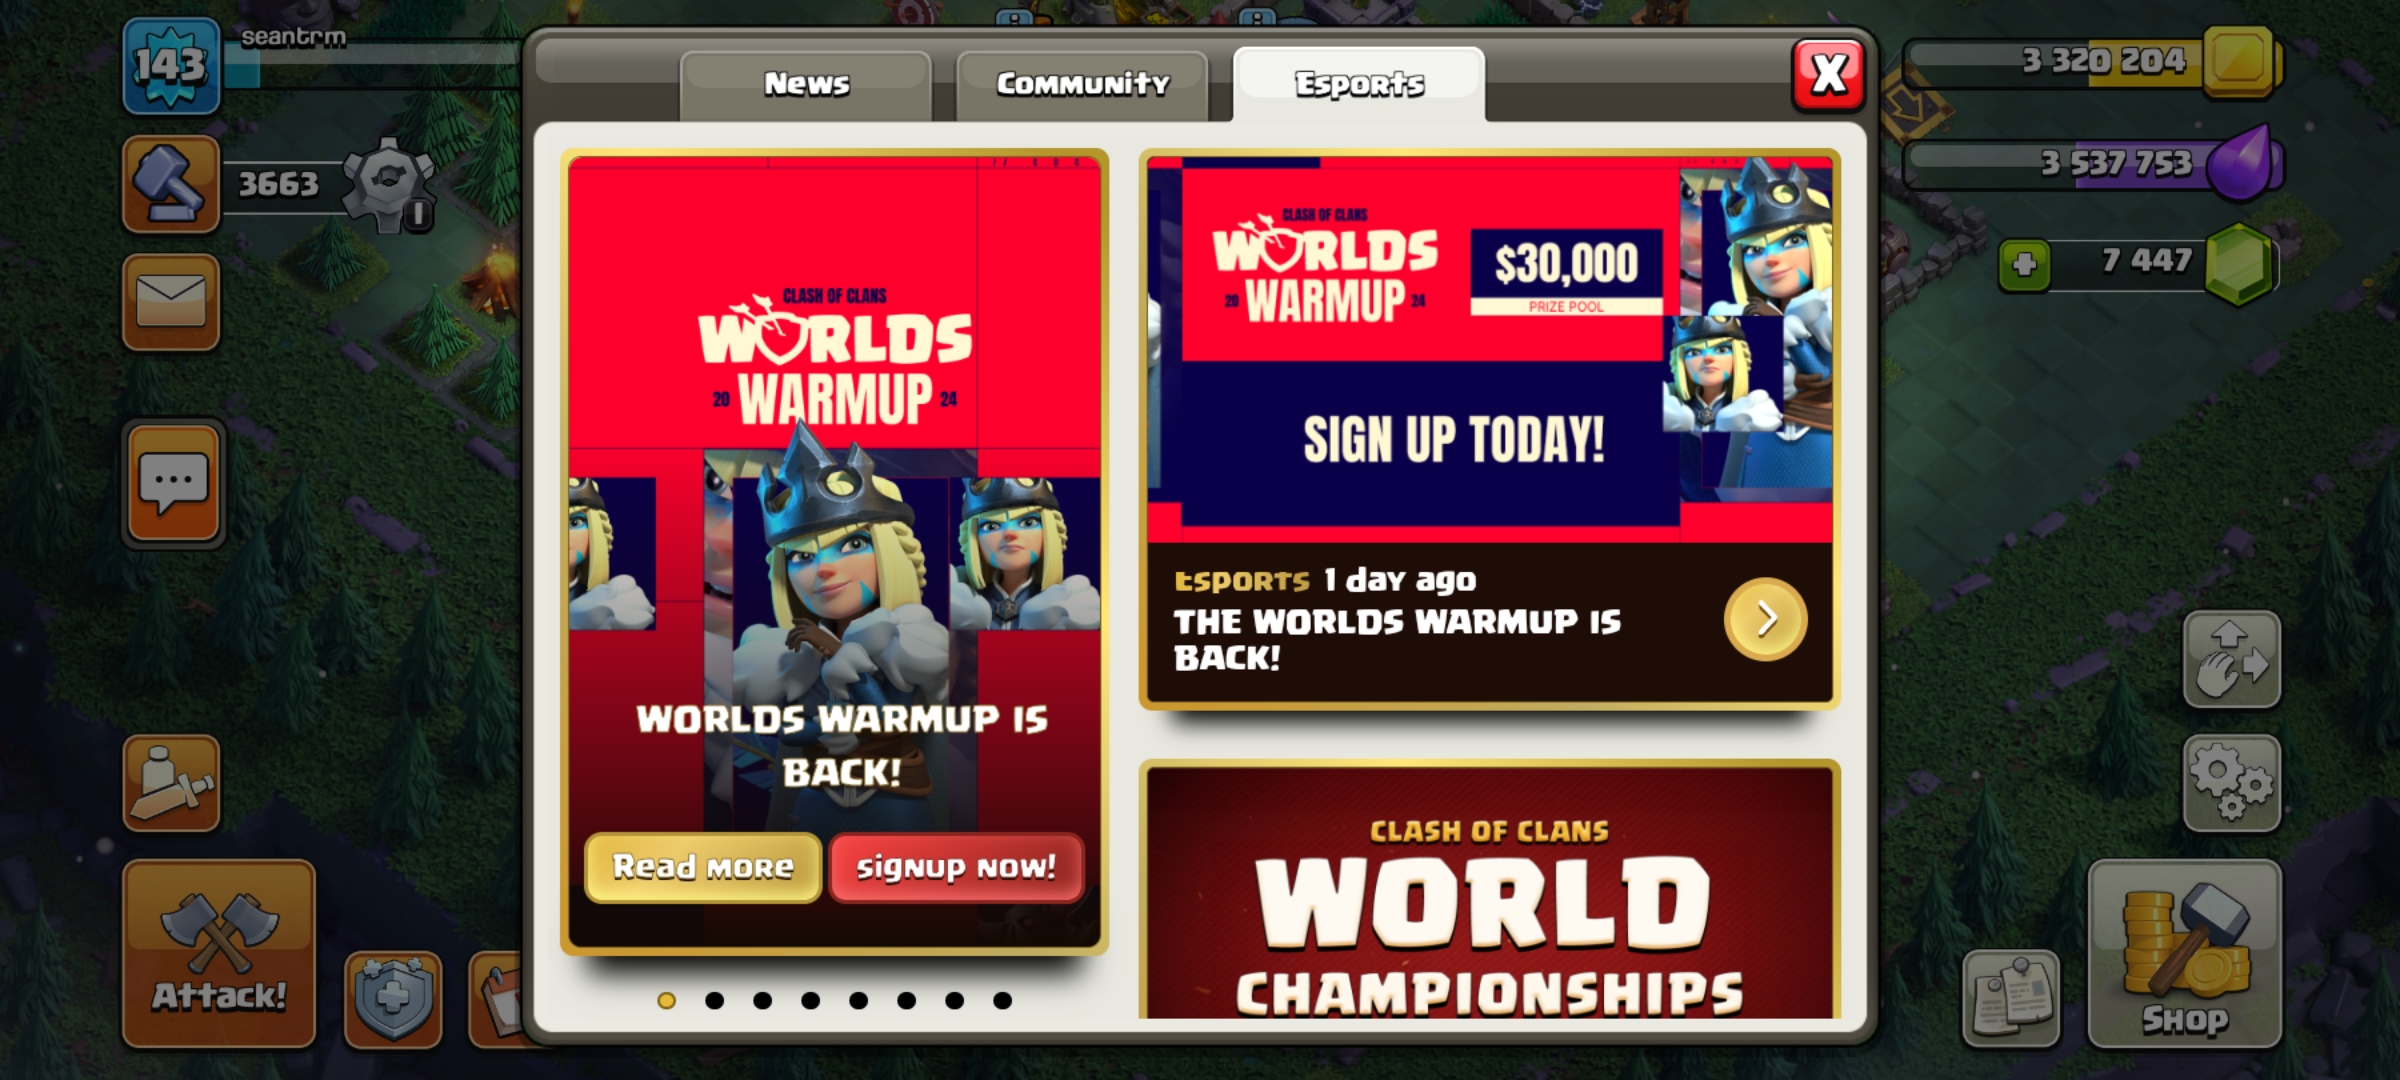 143
seantrm
3663
News
Community
Esports
X
3 320 204
3 537 753
7 447
CLASH OF CLANS
WORLDS
20 WARMUP 24
WORLDS WARMUP IS
BACK!
Read more
signup now!
CLASH OF CLANS
WORLDS
20 WARMUP 24
$30,000
PRIZE POOL
SIGN UP TODAY!
Esports 1 day ago
THE WORLDS WARMUP IS
BACK!
CLASH OF CLANS
WORLD
CHAMPIONSHIPS
Attack!
Shop